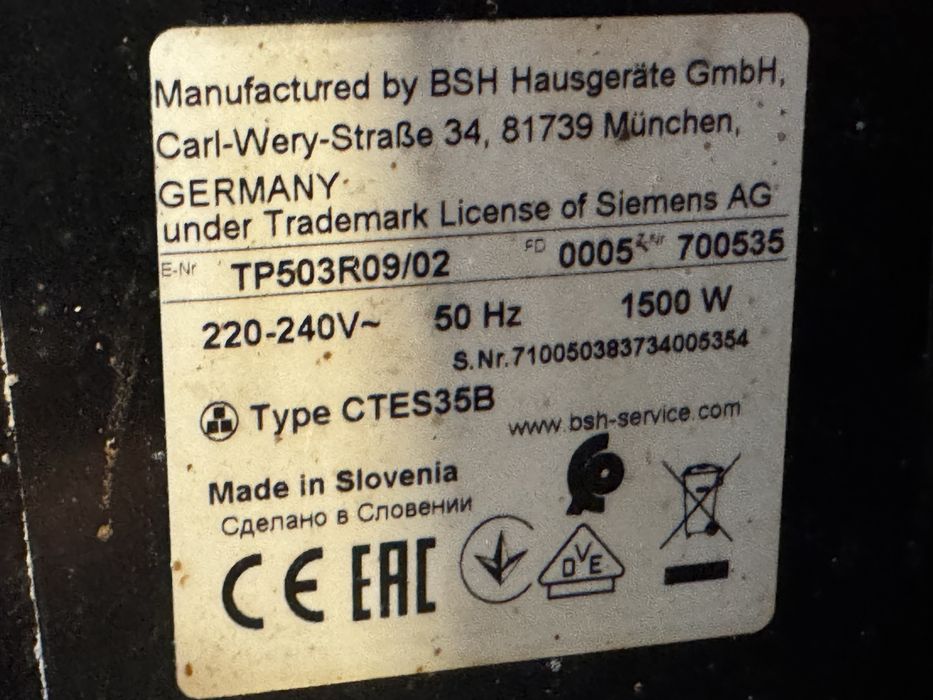 Manufactured by BSH Hausgeräte GmbH,
Carl-Wery-Straße 34, 81739 München,
GERMANY
under Trademark License of Siemens AG
E-Nr TP503R09/02 FD 0005 Z-Nr 700535
220-240V~ 50 Hz 1500 W
S.Nr.710050383734005354
Type CTES35B
www.bsh-service.com
Made in Slovenia
Сделано в Словении
CE EAC DVE